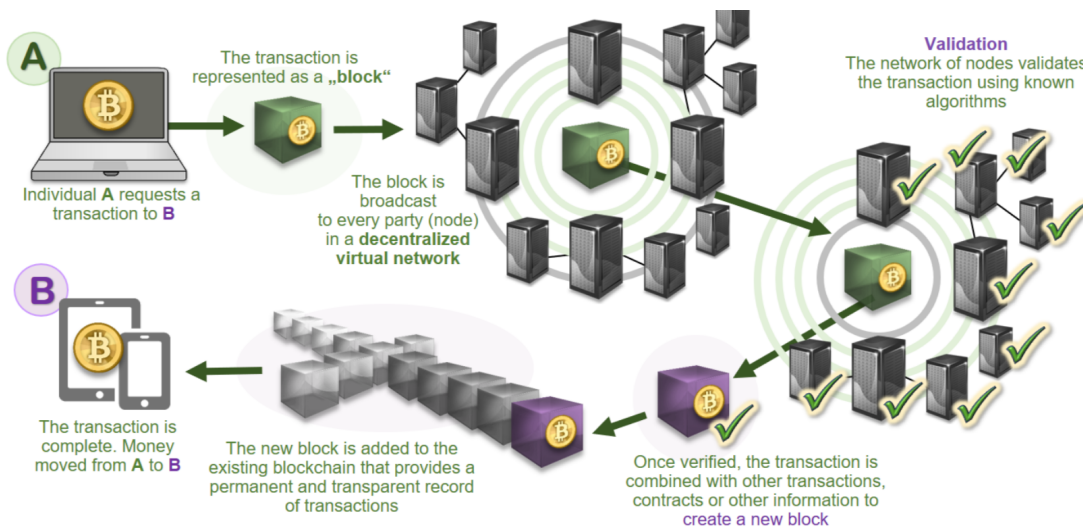 A
Individual A requests a
transaction to B
The transaction is
represented as a „block“
The block is
broadcast
to every party (node)
in a decentralized
virtual network
Validation
The network of nodes validates
the transaction using known
algorithms
Once verified, the transaction is
combined with other transactions,
contracts or other information to
create a new block
The new block is added to the
existing blockchain that provides a
permanent and transparent record
of transactions
B
The transaction is
complete. Money
moved from A to B